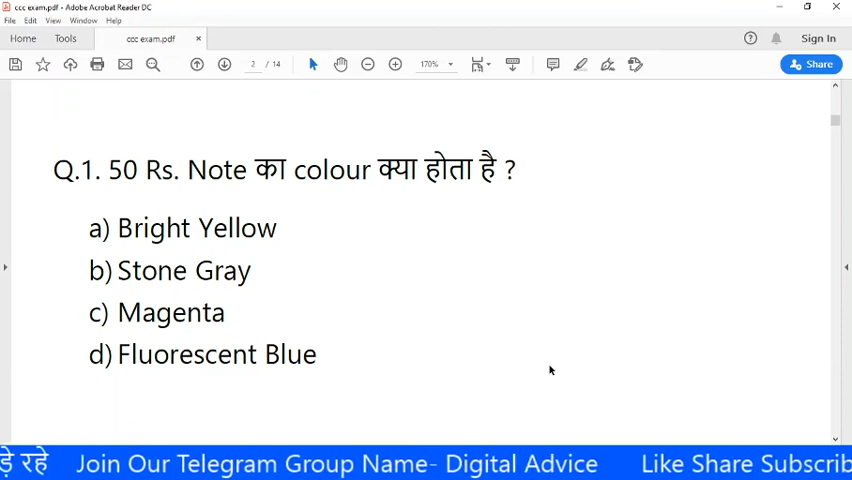 ccc exam.pdf - Adobe Acrobat Reader DC
File Edit View Window Help
Home Tools ccc exam.pdf × Sign In
2 / 14 170% Share
Q.1. 50 Rs. Note का colour क्या होता है ?
a) Bright Yellow
b) Stone Gray
c) Magenta
d) Fluorescent Blue
ड़े रहे Join Our Telegram Group Name- Digital Advice Like Share Subscrib